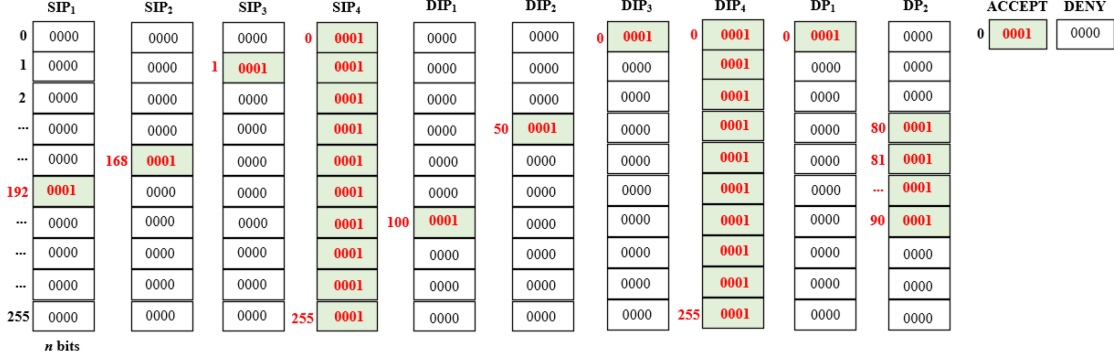 SIP₁ SIP₂ SIP₃ SIP₄ DIP₁ DIP₂ DIP₃ DIP₄ DP₁ DP₂ ACCEPT DENY
0 0000 0000 0000 0 0001 0000 0000 0 0001 0 0001 0 0001 0000 0 0001 0000
1 0000 0000 1 0001 0001 0000 0000 0000 0001 0000 0000
2 0000 0000 0000 0001 0000 0000 0000 0001 0000 0000
... 0000 0000 0000 0001 0000 50 0001 0000 0001 0000 80 0001
... 0000 168 0001 0000 0001 0000 0000 0000 0001 0000 81 0001
192 0001 0000 0000 0001 0000 0000 0000 0001 0000 ... 0001
... 0000 0000 0000 0001 100 0001 0000 0000 0001 0000 90 0001
... 0000 0000 0000 0001 0000 0000 0000 0001 0000 0000
... 0000 0000 0000 0001 0000 0000 0000 0001 0000 0000
255 0000 0000 0000 255 0001 0000 0000 0000 255 0001 0000 0000
n bits